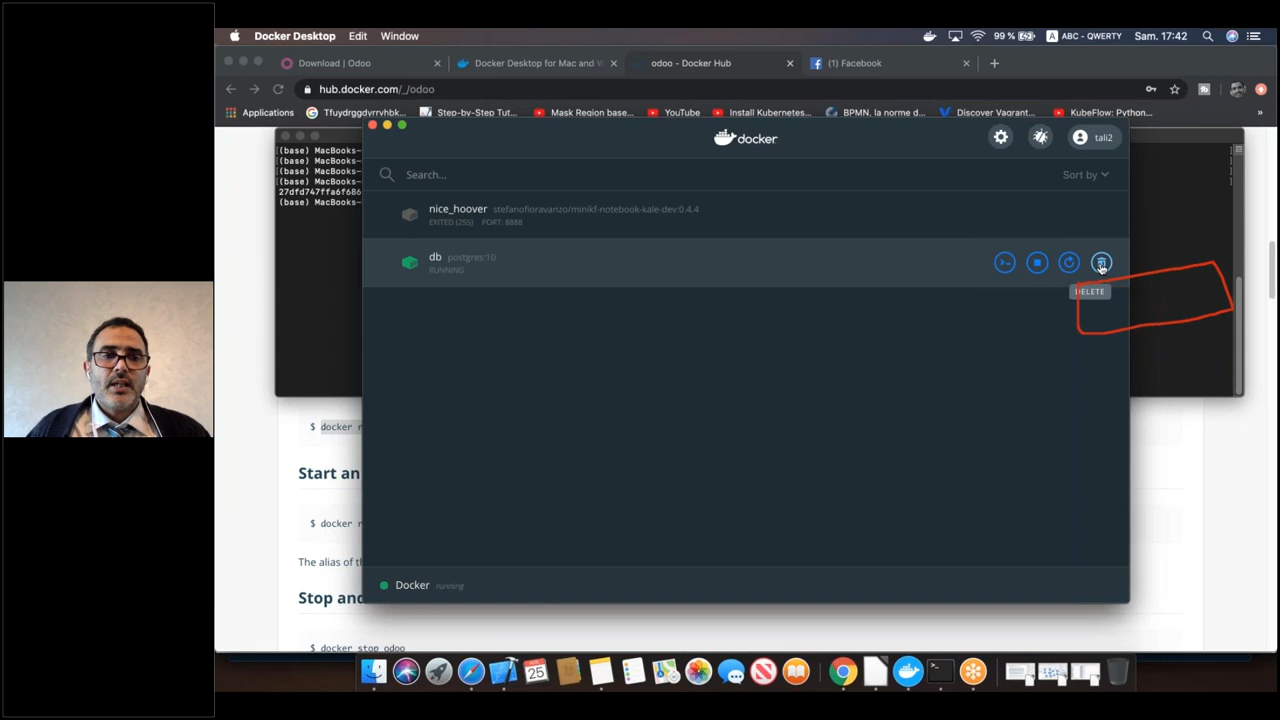 Docker Desktop Edit Window 99 % ABC - QWERTY Sam. 17:42
Download | Odoo Docker Desktop for Mac and W odoo - Docker Hub (1) Facebook
hub.docker.com/_/odoo
Applications Tfuydrggdvrrvhbk... Step-by-Step Tut... Mask Region base... YouTube Install Kubernetes... BPMN, la norme d... Discover Vagrant... KubeFlow: Python... »
docker
tali2
[(base) MacBooks-
[(base) MacBooks-
[(base) MacBooks-
[(base) MacBooks-
27dfd747ffa6f686
(base) MacBooks-
Search...
Sort by
nice_hoover stefanofioravanzo/minikf-notebook-kale-dev:0.4.4
EXITED (255) PORT: 8888
db postgres:10
RUNNING
DELETE
$ docker r
Start an
$ docker r
The alias of th
Docker running
Stop and
$ docker stop odoo
25